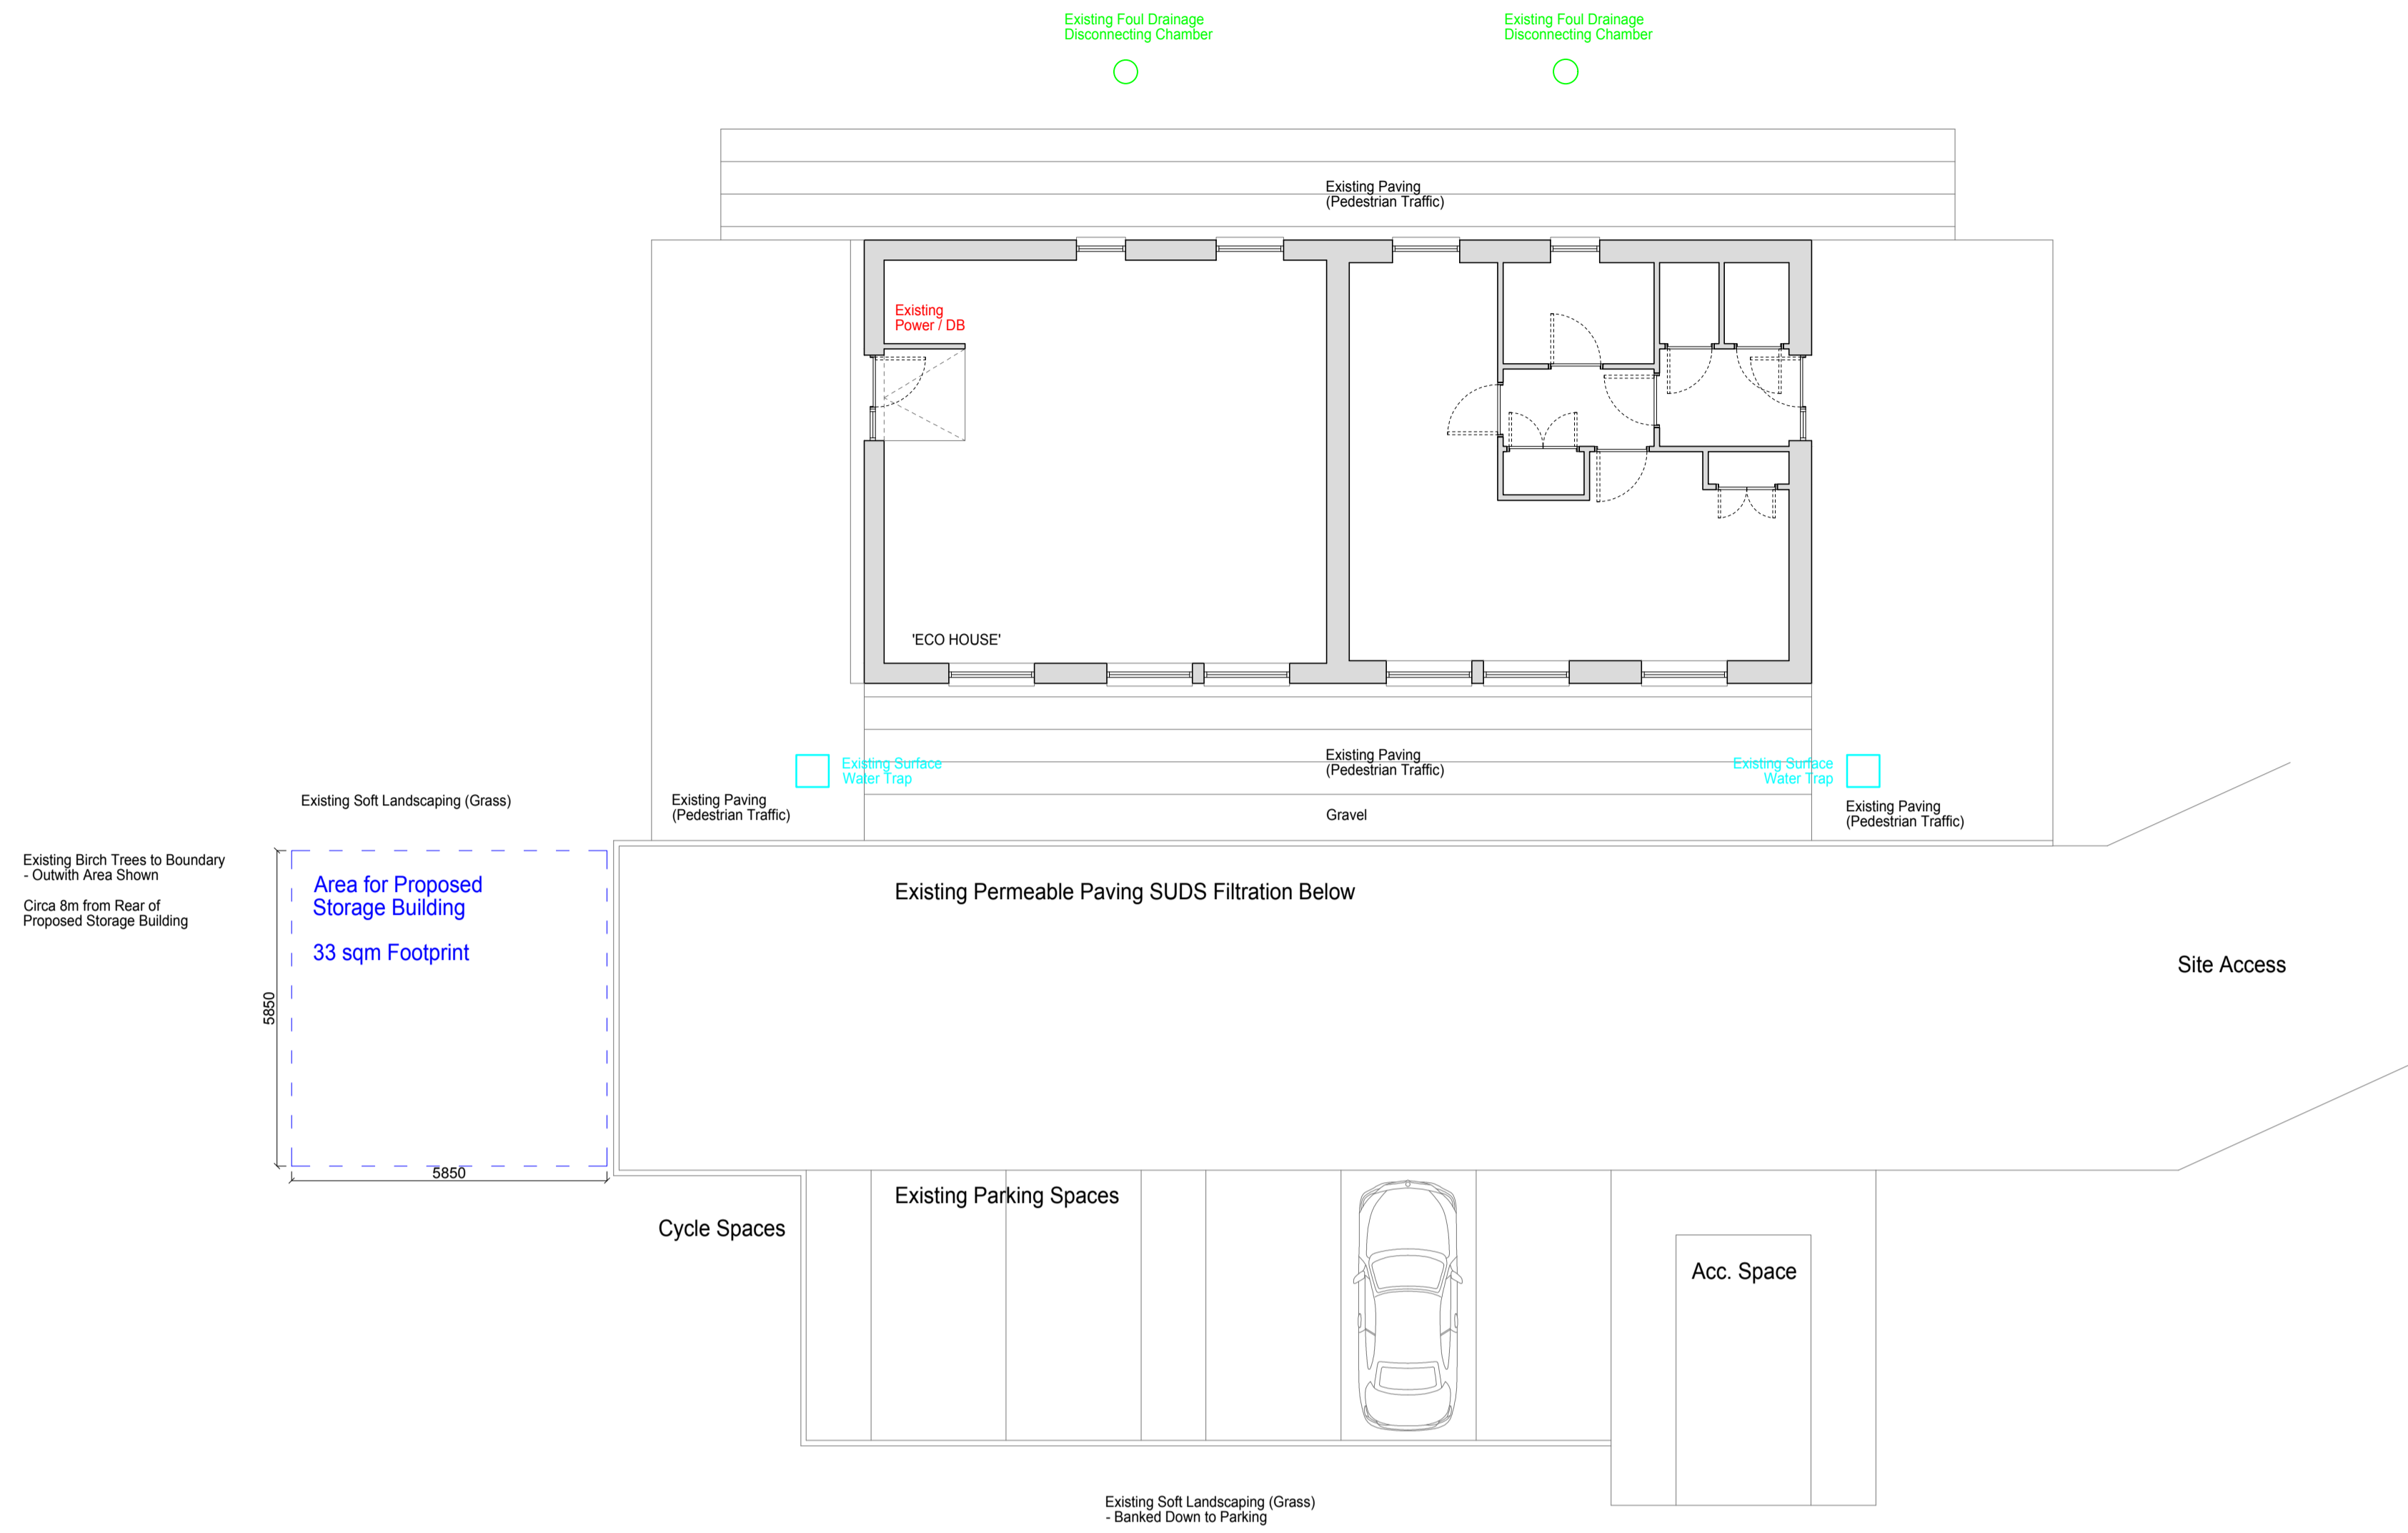 Existing Foul Drainage
Disconnecting Chamber
Existing Foul Drainage
Disconnecting Chamber
Existing Paving
(Pedestrian Traffic)
Existing
Power / DB
'ECO HOUSE'
Existing Paving
(Pedestrian Traffic)
Existing Surface
Water Trap
Existing Surface
Water Trap
Existing Soft Landscaping (Grass)
Existing Paving
(Pedestrian Traffic)
Gravel
Existing Paving
(Pedestrian Traffic)
Existing Birch Trees to Boundary
- Outwith Area Shown
Circa 8m from Rear of
Proposed Storage Building
Area for Proposed
Storage Building
33 sqm Footprint
Existing Permeable Paving SUDS Filtration Below
Site Access
5850
5850
Existing Parking Spaces
Cycle Spaces
Acc. Space
Existing Soft Landscaping (Grass)
- Banked Down to Parking